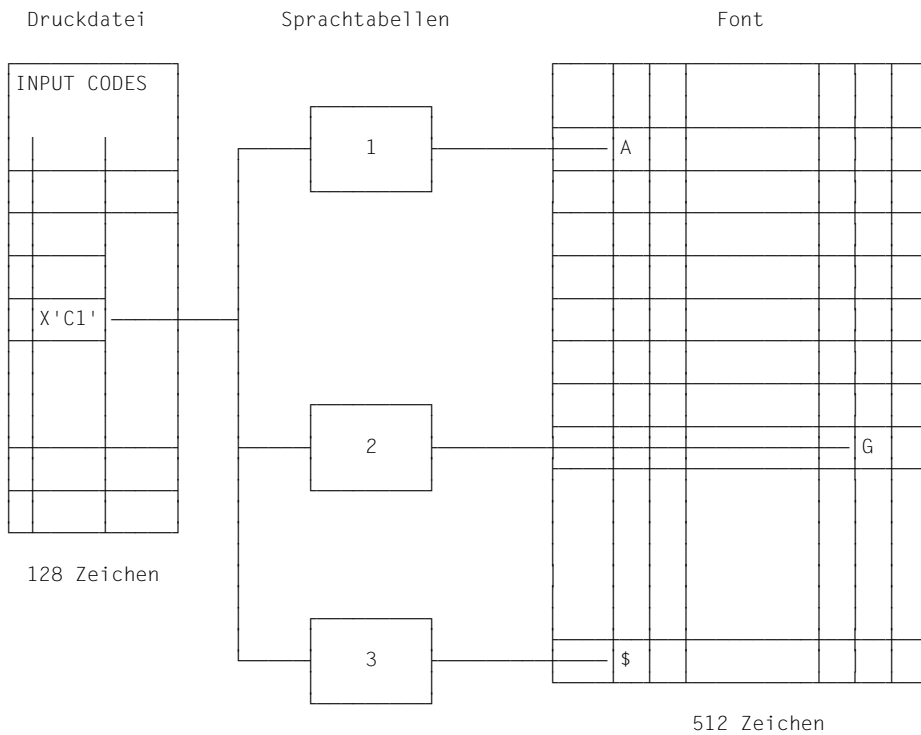 Druckdatei Sprachtabellen Font
INPUT CODES
1 A
X'C1'
2 G
128 Zeichen
3 $
512 Zeichen